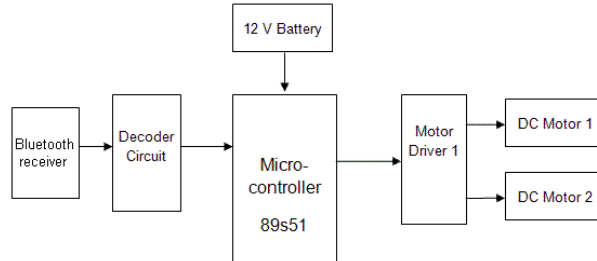 12 V Battery
Bluetooth
receiver
Decoder
Circuit
Micro-
controller
89s51
Motor
Driver 1
DC Motor 1
DC Motor 2